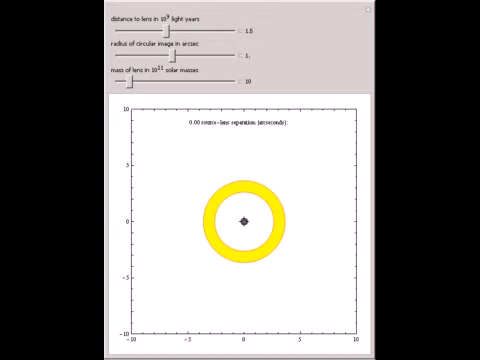 distance to lens in 10⁹ light years
1.5
radius of circular image in arcsec
1.
mass of lens in 10¹¹ solar masses
10
0.00 source-lens separation (arcseconds):
10
5
0
-5
-10
-10 -5 0 5 10